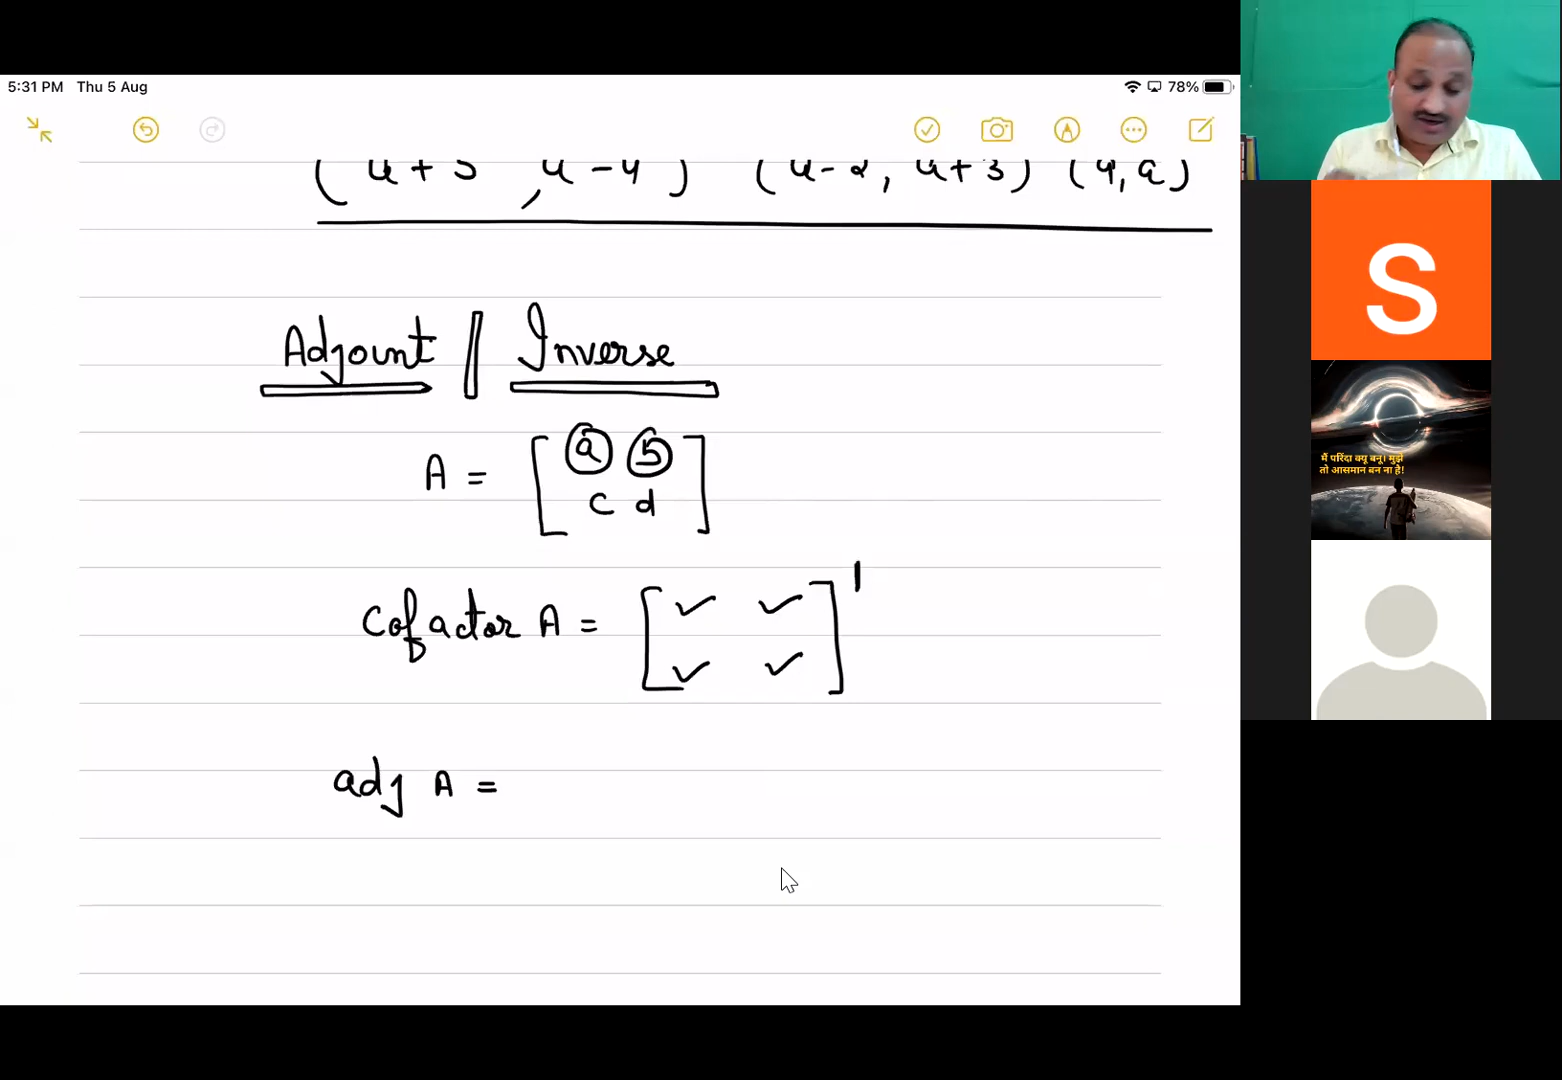 5:31 PM Thu 5 Aug 78%
(a+5, a-4) (a-2, a+3) (4, a)
Adjoint Inverse
A = [a b
c d]
Cofactor A = [✓ ✓
✓ ✓]'
adj A =
S
मैं परिंदा क्यू बनू। मुझे
तो आसमान बन ना है!